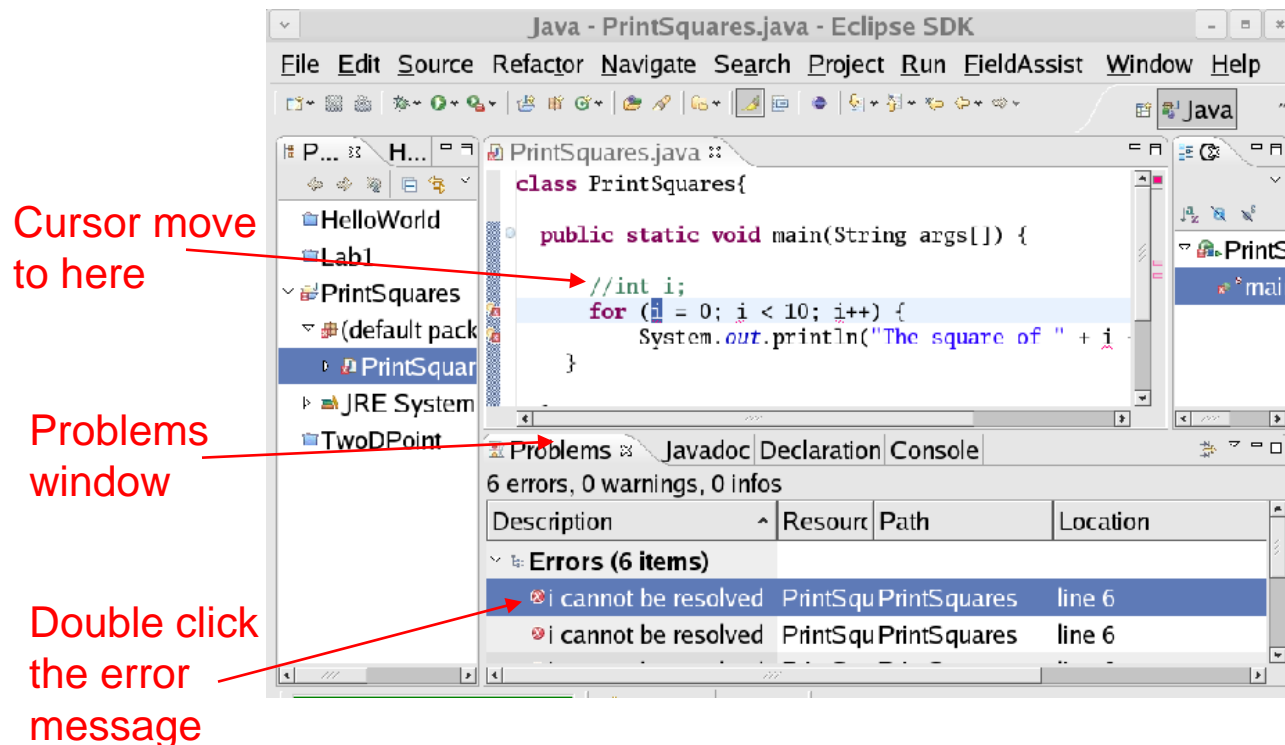 Java - PrintSquares.java - Eclipse SDK
File Edit Source Refactor Navigate Search Project Run FieldAssist Window Help
Java
P... H...
PrintSquares.java
HelloWorld
Lab1
PrintSquares
(default pack
PrintSquar
JRE System
TwoDPoint
class PrintSquares{
public static void main(String args[]) {
//int i;
for (i = 0; i < 10; i++) {
System.out.println("The square of " + i
}
PrintS
mai
Cursor move
to here
Problems
window
Double click
the error
message
Problems Javadoc Declaration Console
6 errors, 0 warnings, 0 infos
Description Resourc Path Location
Errors (6 items)
i cannot be resolved PrintSqu PrintSquares line 6
i cannot be resolved PrintSqu PrintSquares line 6